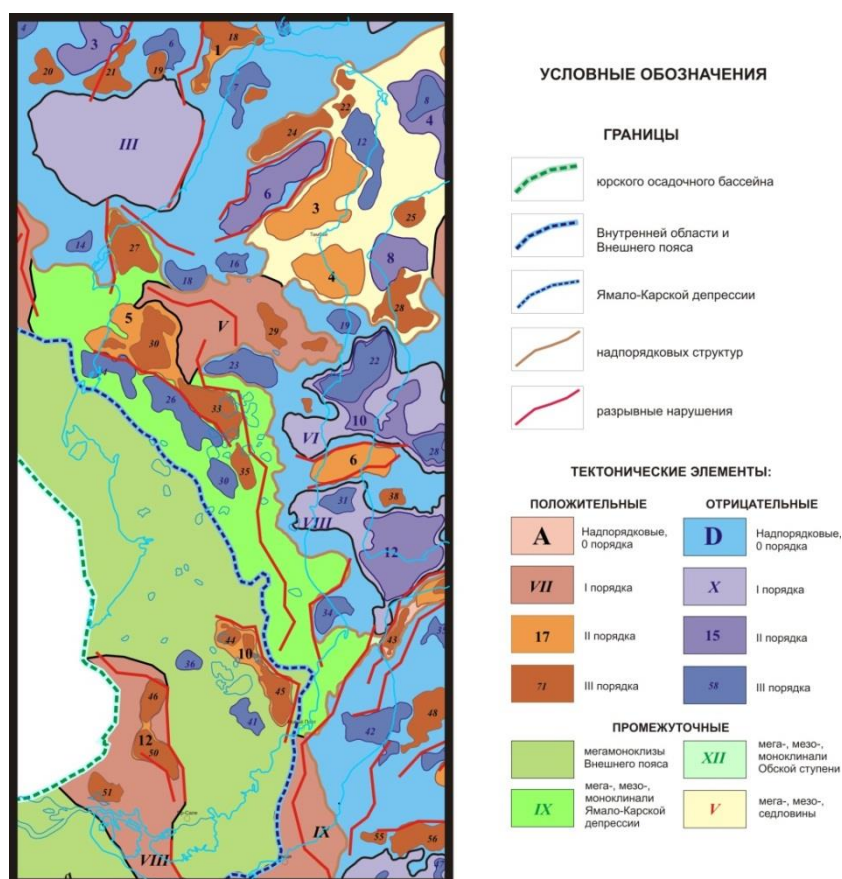 УСЛОВНЫЕ ОБОЗНАЧЕНИЯ
ГРАНИЦЫ
юрского осадочного бассейна
Внутренней области и
Внешнего пояса
Ямало-Карской депрессии
надпорядковых структур
разрывные нарушения
ТЕКТОНИЧЕСКИЕ ЭЛЕМЕНТЫ:
ПОЛОЖИТЕЛЬНЫЕ
ОТРИЦАТЕЛЬНЫЕ
A
Надпорядковые,
0 порядка
D
Надпорядковые,
0 порядка
VII
I порядка
X
I порядка
17
II порядка
15
II порядка
71
III порядка
58
III порядка
ПРОМЕЖУТОЧНЫЕ
мегамоноклизы
Внешнего пояса
XII
мега-, мезо-,
моноклинали
Обской ступени
IX
мега-, мезо-,
моноклинали
Ямало-Карской
депрессии
V
мега-, мезо-,
седловины
4
3
6
18
1
20
21
19
7
8
4
22
24
12
III
6
3
25
14
27
16
18
8
4
28
5
30
V
29
19
23
22
26
33
10
VI
35
30
6
28
31
38
VIII
12
34
43
44
10
36
45
46
41
12
50
42
48
51
VIII
IX
55
56